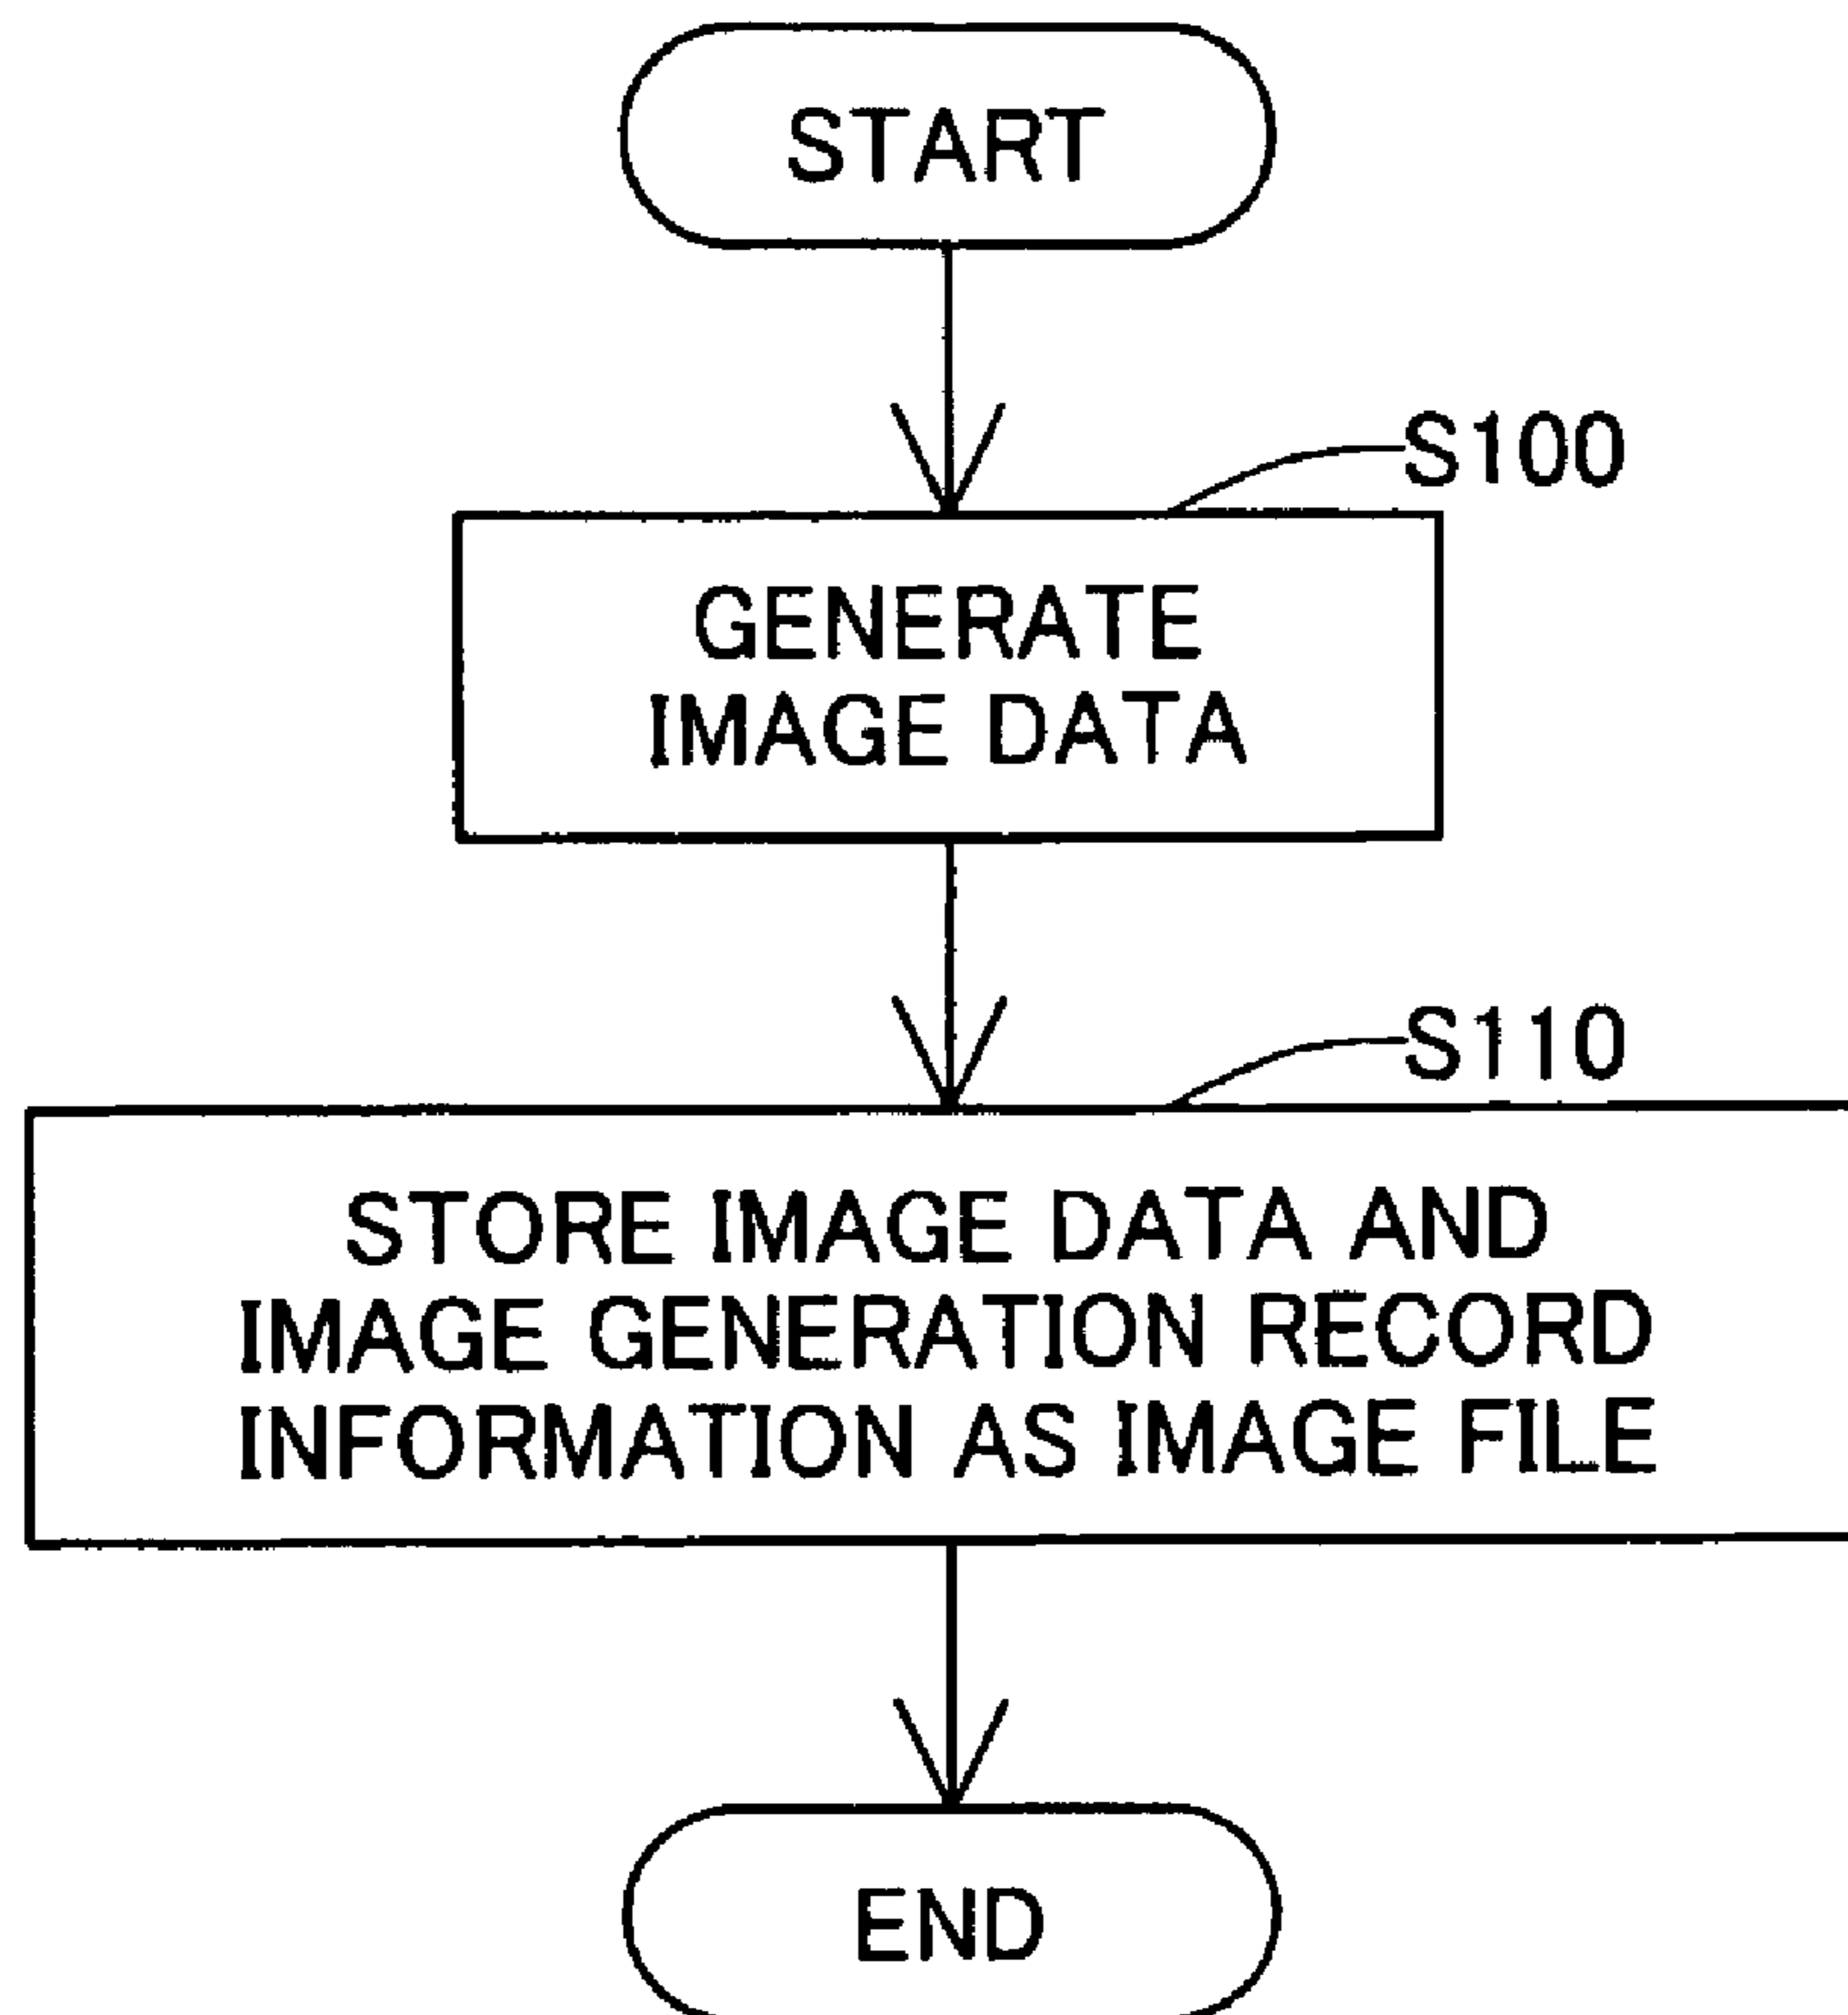 START
S100
GENERATE
IMAGE DATA
S110
STORE IMAGE DATA AND
IMAGE GENERATION RECORD
INFORMATION AS IMAGE FILE
END